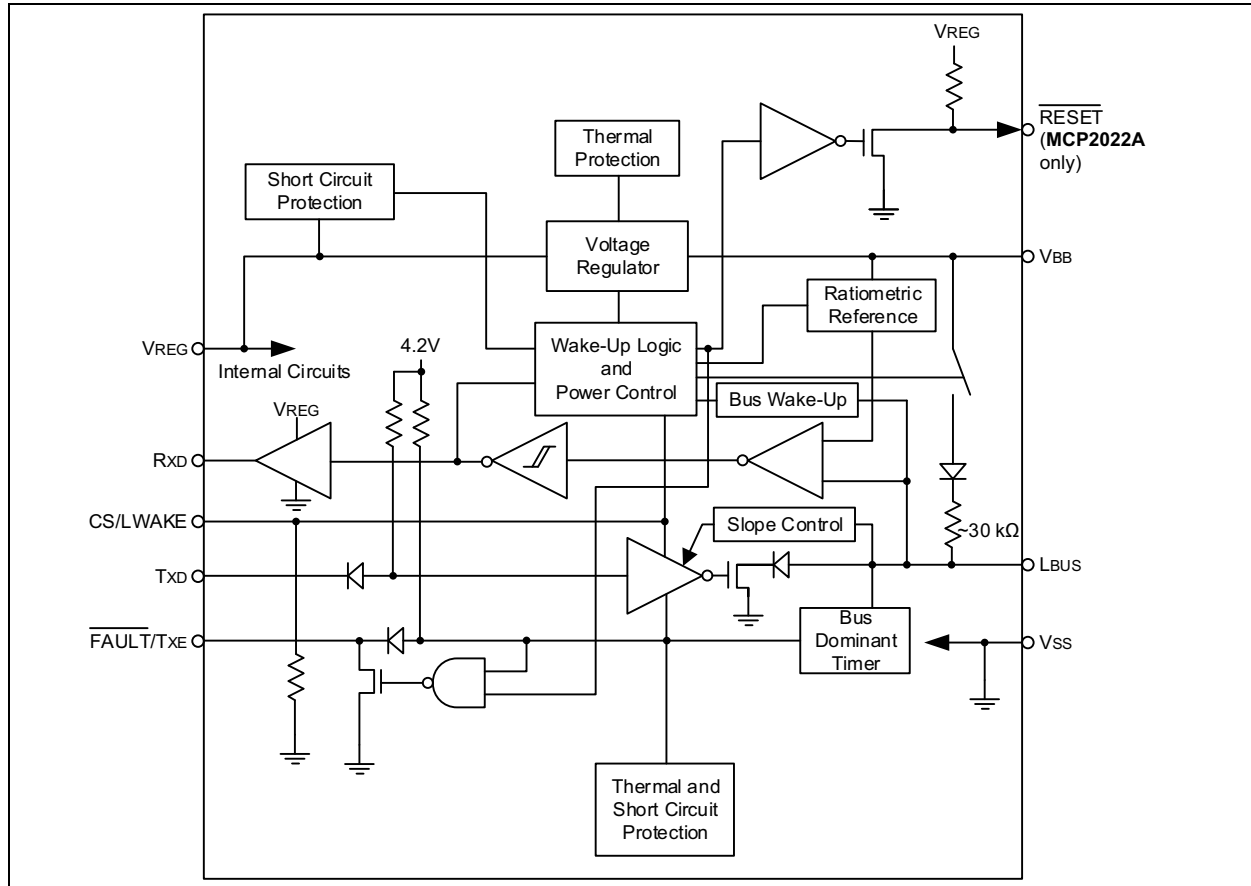 VREG
RESET
(MCP2022A
only)
Thermal
Protection
Short Circuit
Protection
Voltage
Regulator
VBB
Ratiometric
Reference
Wake-Up Logic
and
Power Control
VREG
Internal Circuits
4.2V
Bus Wake-Up
VREG
RXD
CS/LWAKE
Slope Control
~30 kΩ
TXD
LBUS
FAULT/TXE
Bus
Dominant
Timer
VSS
Thermal and
Short Circuit
Protection